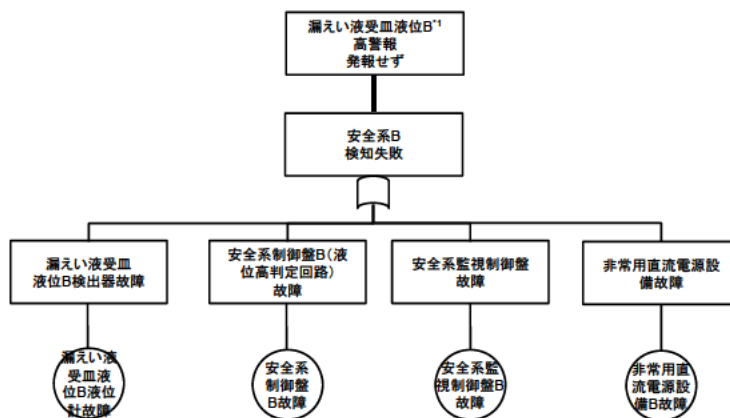 漏えい液受皿液位B*1
高警報
発報せず
安全系B
検知失敗
漏えい液受皿
液位B検出器故障
安全系制御盤B(液
位高判定回路)
故障
安全系監視制御盤
故障
非常用直流電源設
備故障
漏えい液
受皿液
位B液位
計故障
安全系
制御盤
B故障
安全系監
視制御盤B
故障
非常用直
流電源設
備B故障